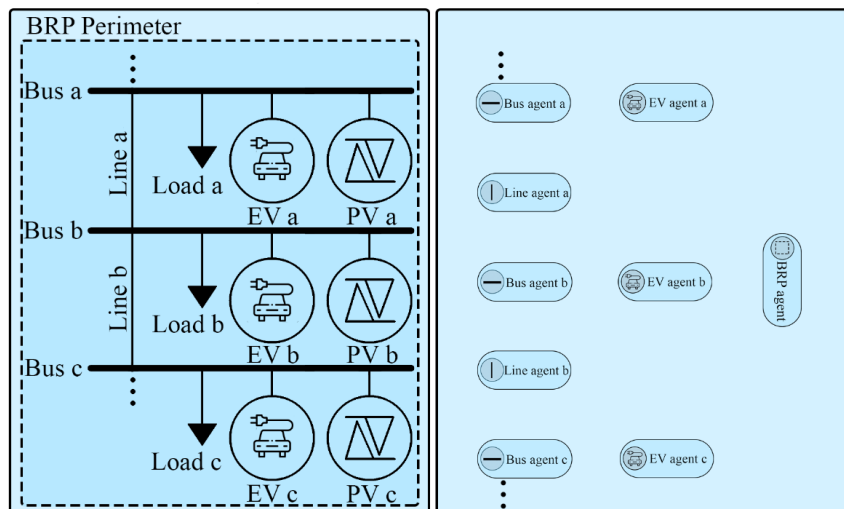 BRP Perimeter
Bus a
Line a
Load a
EV a
PV a
Bus b
Line b
Load b
EV b
PV b
Bus c
Load c
EV c
PV c
Bus agent a
EV agent a
Line agent a
BRP agent
Bus agent b
EV agent b
Line agent b
Bus agent c
EV agent c